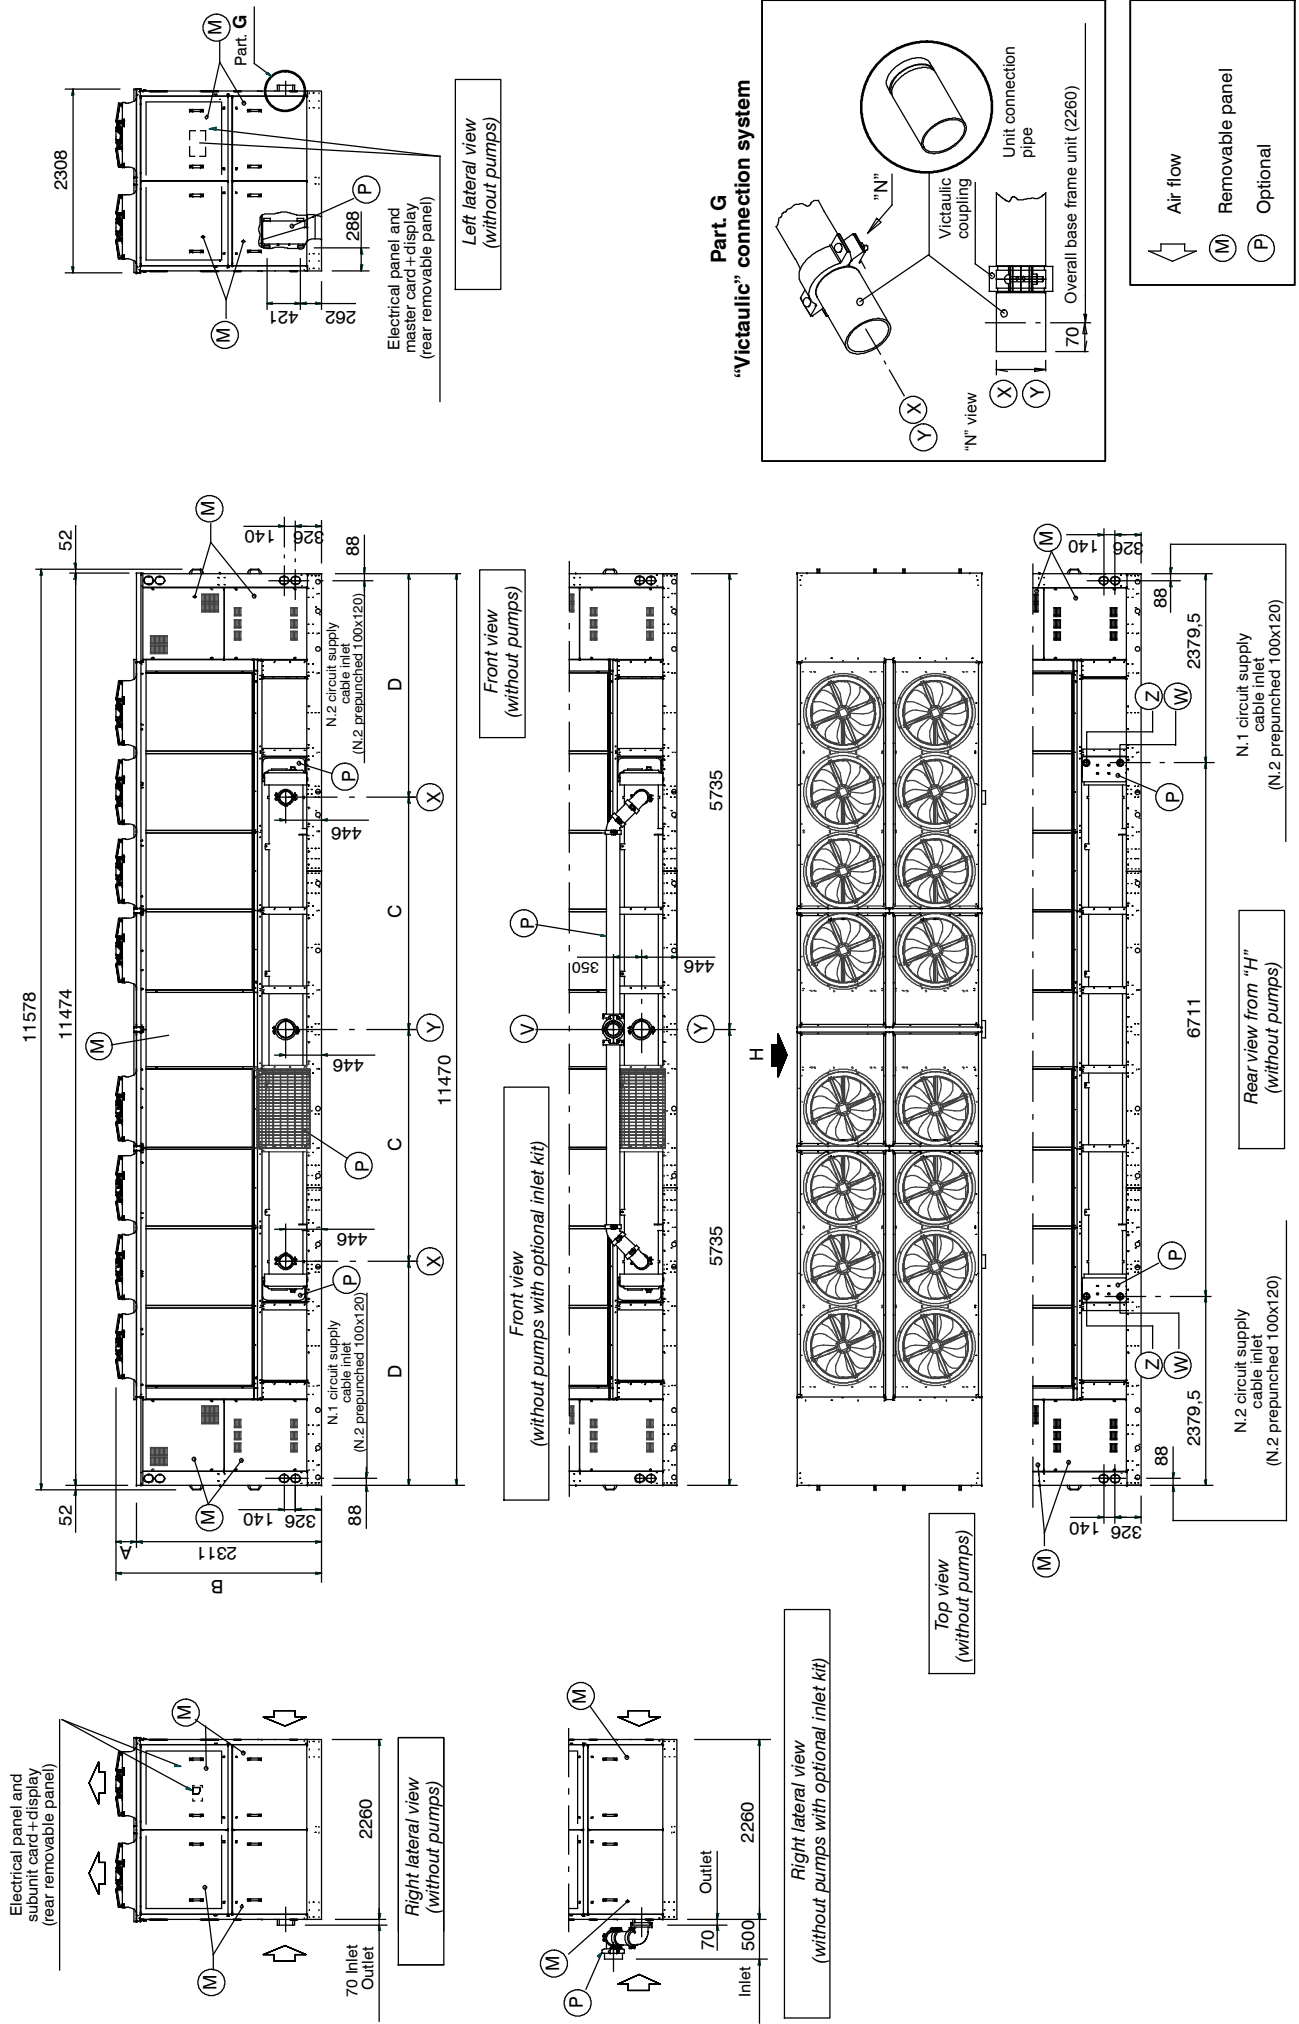 Electrical panel and
subunit card+display
(rear removable panel)
M
M
2260
70 Inlet
Outlet
Right lateral view
(without pumps)
11578
11474
52
52
A
2311
B
M
M
M
N.1 circuit supply
cable inlet
(N.2 prepunched 100x120)
N.2 circuit supply
cable inlet
(N.2 prepunched 100x120)
P
P
P
446
446
446
140
326
88
140
326
88
D
C
C
D
X
Y
X
11470
Front view
(without pumps)
2308
M
Part. G
M
P
288
421
262
Electrical panel and
master card+display
(rear removable panel)
Left lateral view
(without pumps)
M
M
P
Outlet
70
500
Inlet
2260
Right lateral view
(without pumps with optional inlet kit)
Front view
(without pumps with optional inlet kit)
V
P
350
446
Y
5735
5735
H
Top view
(without pumps)
M
M
140
326
88
140
326
88
Z
W
P
Z
W
P
2379,5
6711
2379,5
N.2 circuit supply
cable inlet
(N.2 prepunched 100x120)
Rear view from "H"
(without pumps)
N.1 circuit supply
cable inlet
(N.2 prepunched 100x120)
Part. G
“Victaulic” connection system
"N"
X
Y
"N" view
Victaulic
coupling
Unit connection
pipe
X
Y
70
Overall base frame unit (2260)
Air flow
M Removable panel
P Optional